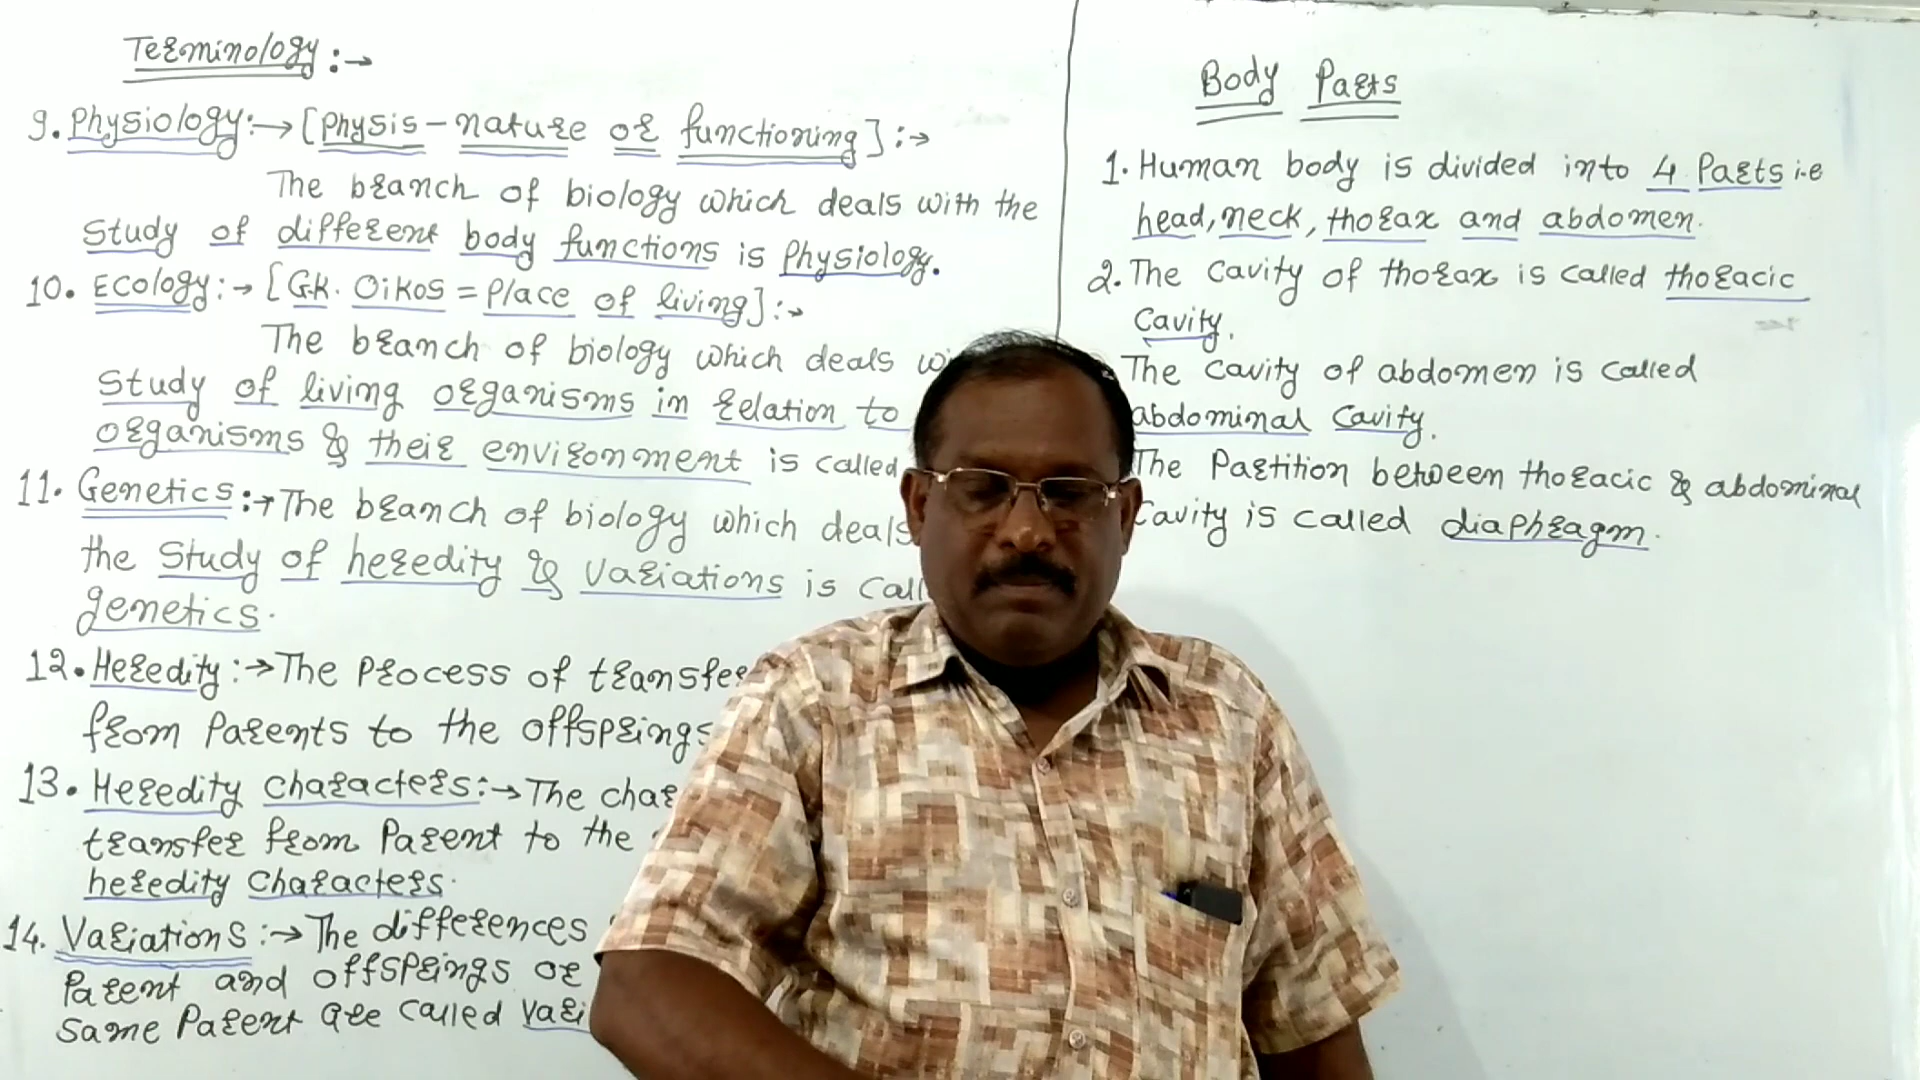 Terminology :→
9. Physiology :→ [Physis - nature or functioning] :→
The branch of biology which deals with the
Study of different body functions is Physiology.
10. Ecology :→ [G.K. Oikos = Place of living] :→
The branch of biology which deals
Study of living organisms in relation to
organisms & their environment is called
11. Genetics :→ The branch of biology which deals
the Study of heredity & Variations is
genetics.
12. Heredity :→ The Process of transfer
from Parents to the offsprings
13. Heredity Characters :→ The
transfer from Parent to the
heredity Characters.
14. Variations :→ The differences
Parent and offsprings or
Same Parent are called
Body Parts
1. Human body is divided into 4 Parts i.e
head, neck, thorax and abdomen.
2. The Cavity of thorax is called thoracic
Cavity.
The Cavity of abdomen is called
abdominal Cavity.
The Partition between thoracic & abdominal
Cavity is called diaphragm.